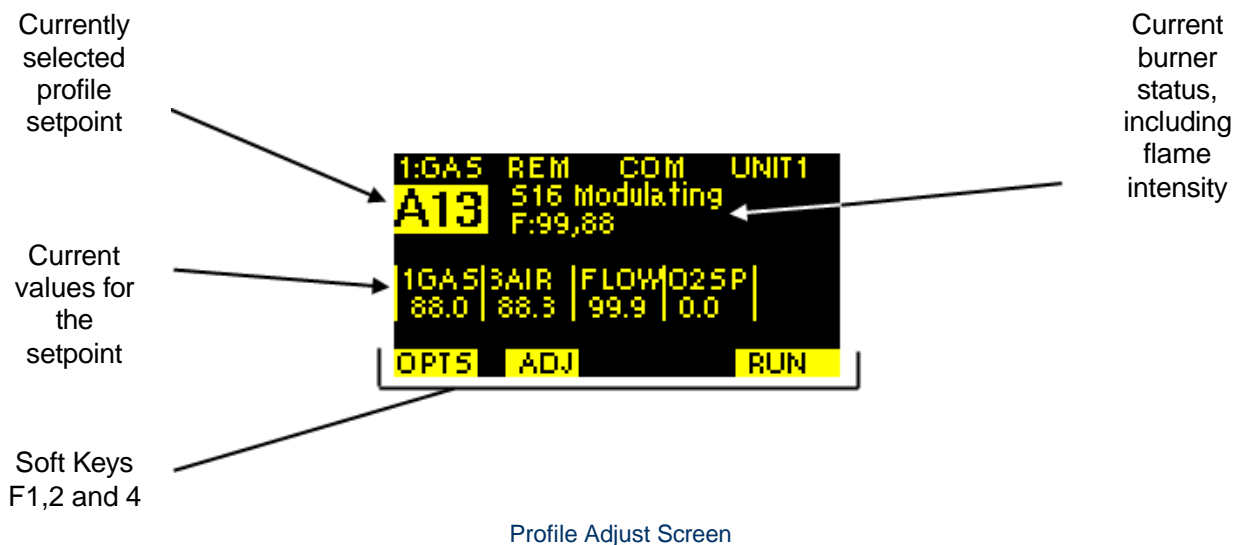 Currently
selected
profile
setpoint
Current
burner
status,
including
flame
intensity
1:GAS REM COM UNIT1
A13
S16 Modulating
F:99,88
Current
values for
the
setpoint
1GAS 3AIR FLOW O2SP
88.0 88.3 99.9 0.0
OPTS ADJ RUN
Soft Keys
F1,2 and 4
Profile Adjust Screen